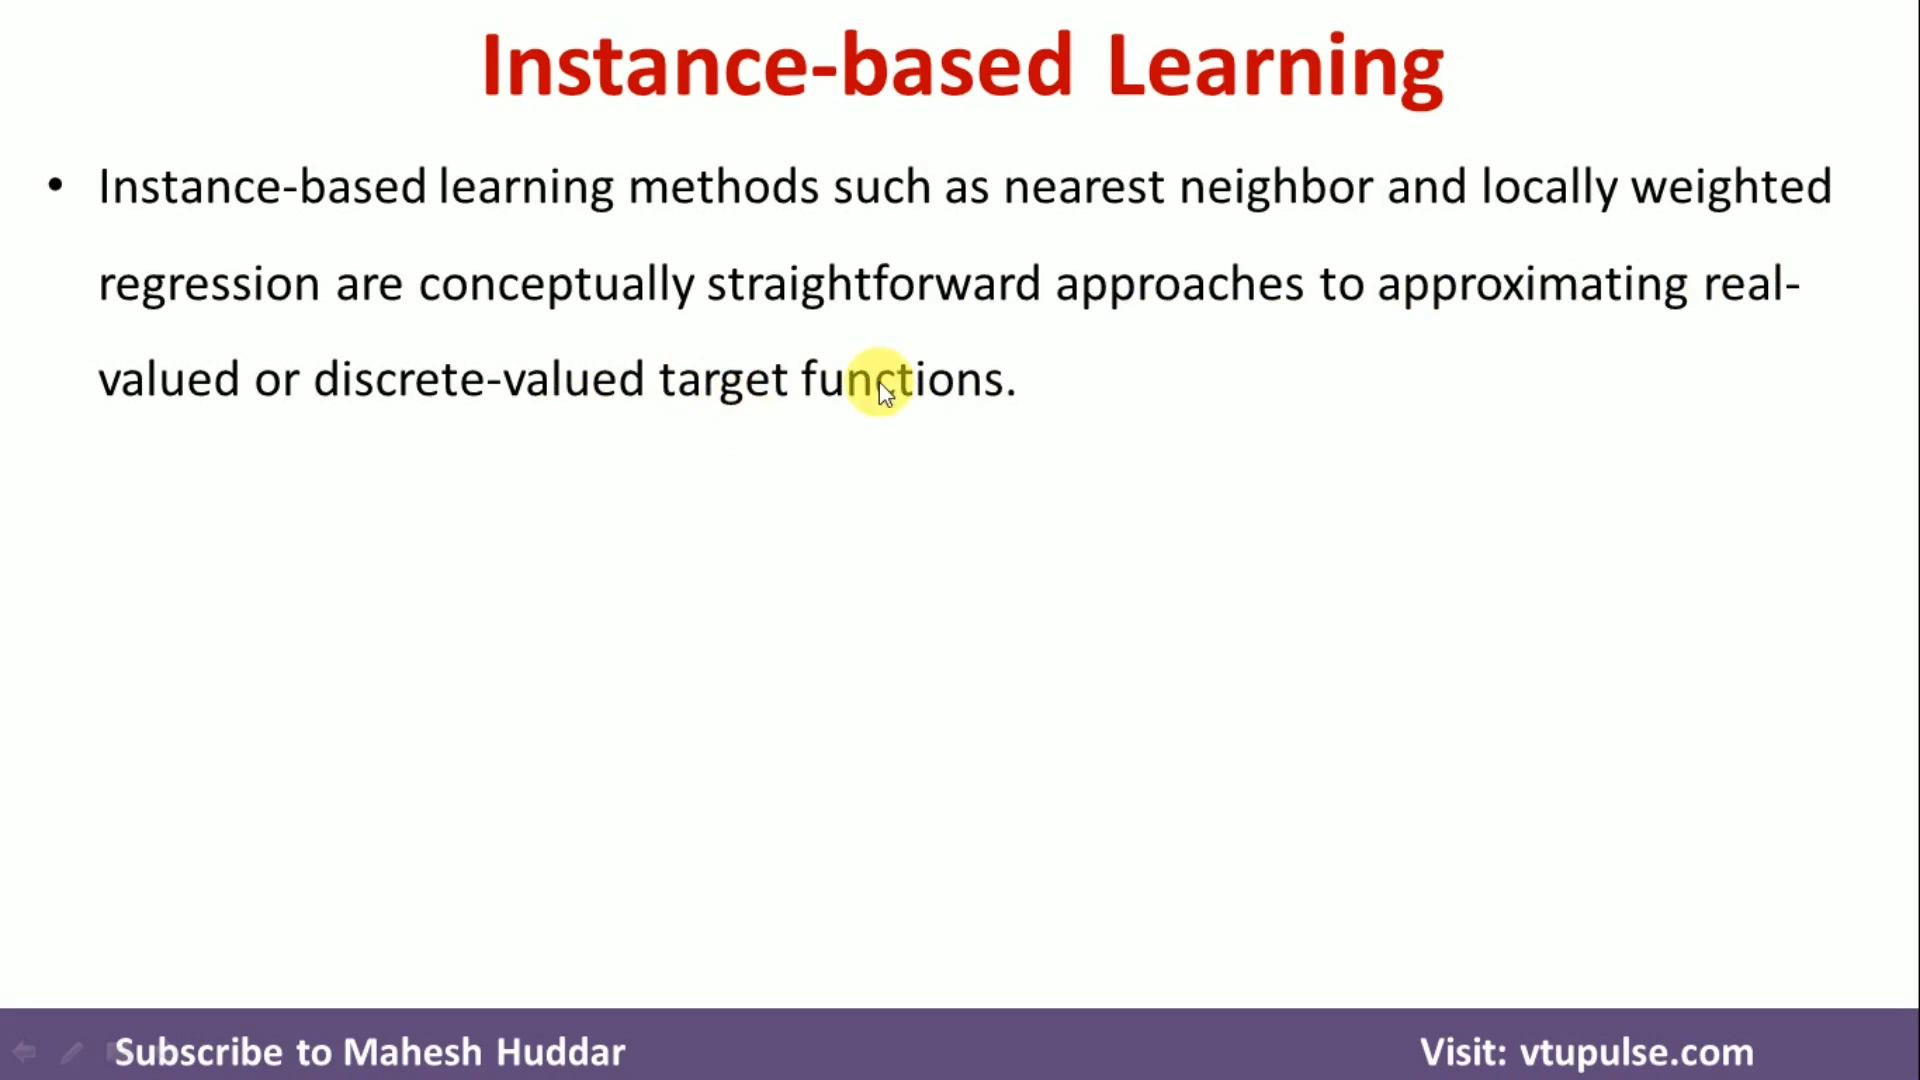 Instance-based Learning
• Instance-based learning methods such as nearest neighbor and locally weighted
regression are conceptually straightforward approaches to approximating real-
valued or discrete-valued target functions.
Subscribe to Mahesh Huddar
Visit: vtupulse.com